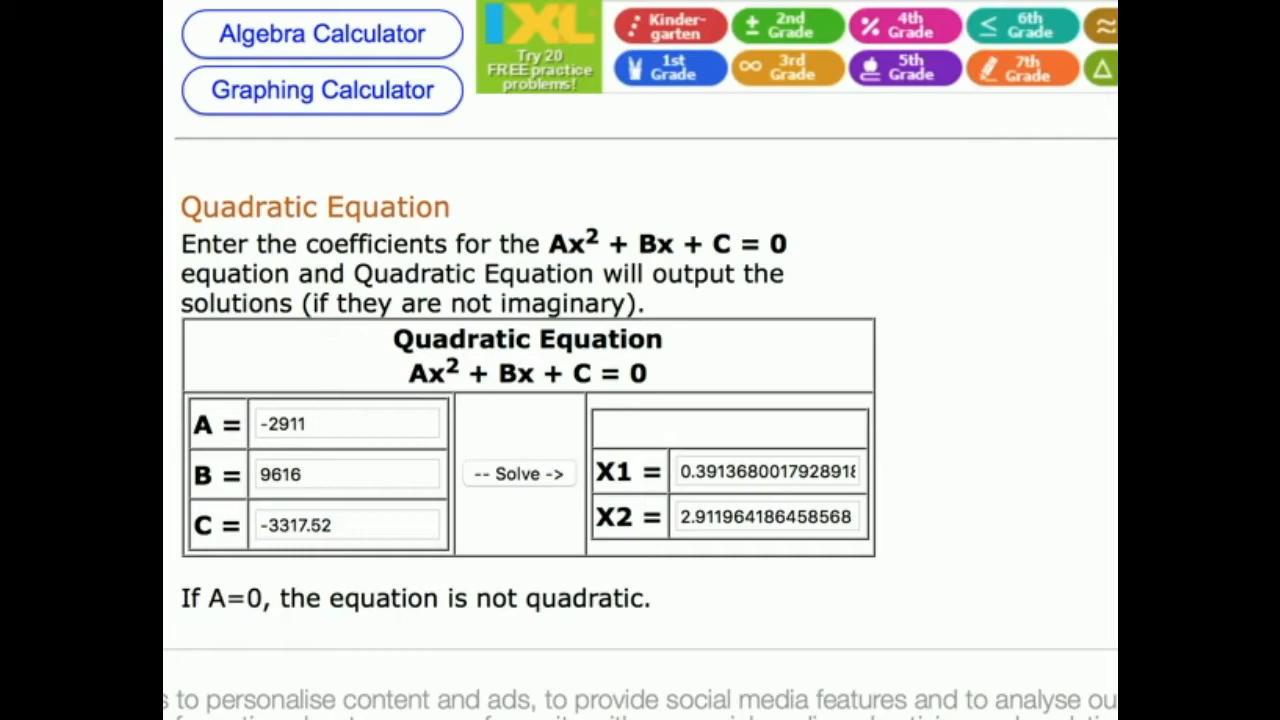 Algebra Calculator
Graphing Calculator
IXL
Try 20
FREE practice
problems!
Kinder-
garten
2nd
Grade
4th
Grade
6th
Grade
1st
Grade
3rd
Grade
5th
Grade
7th
Grade
Quadratic Equation
Enter the coefficients for the Ax² + Bx + C = 0
equation and Quadratic Equation will output the
solutions (if they are not imaginary).
Quadratic Equation
Ax² + Bx + C = 0
A = -2911
B = 9616
C = -3317.52
-- Solve ->
X1 = 0.3913680017928918
X2 = 2.911964186458568
If A=0, the equation is not quadratic.
s to personalise content and ads, to provide social media features and to analyse ou